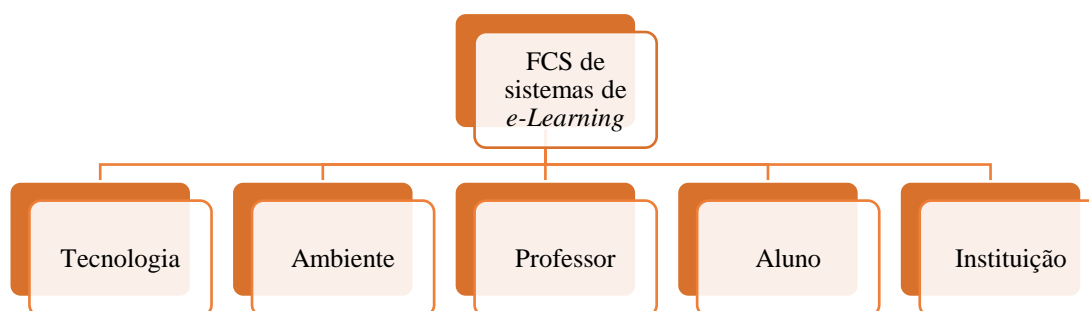 FCS de
sistemas de
e-Learning
Tecnologia
Ambiente
Professor
Aluno
Instituição